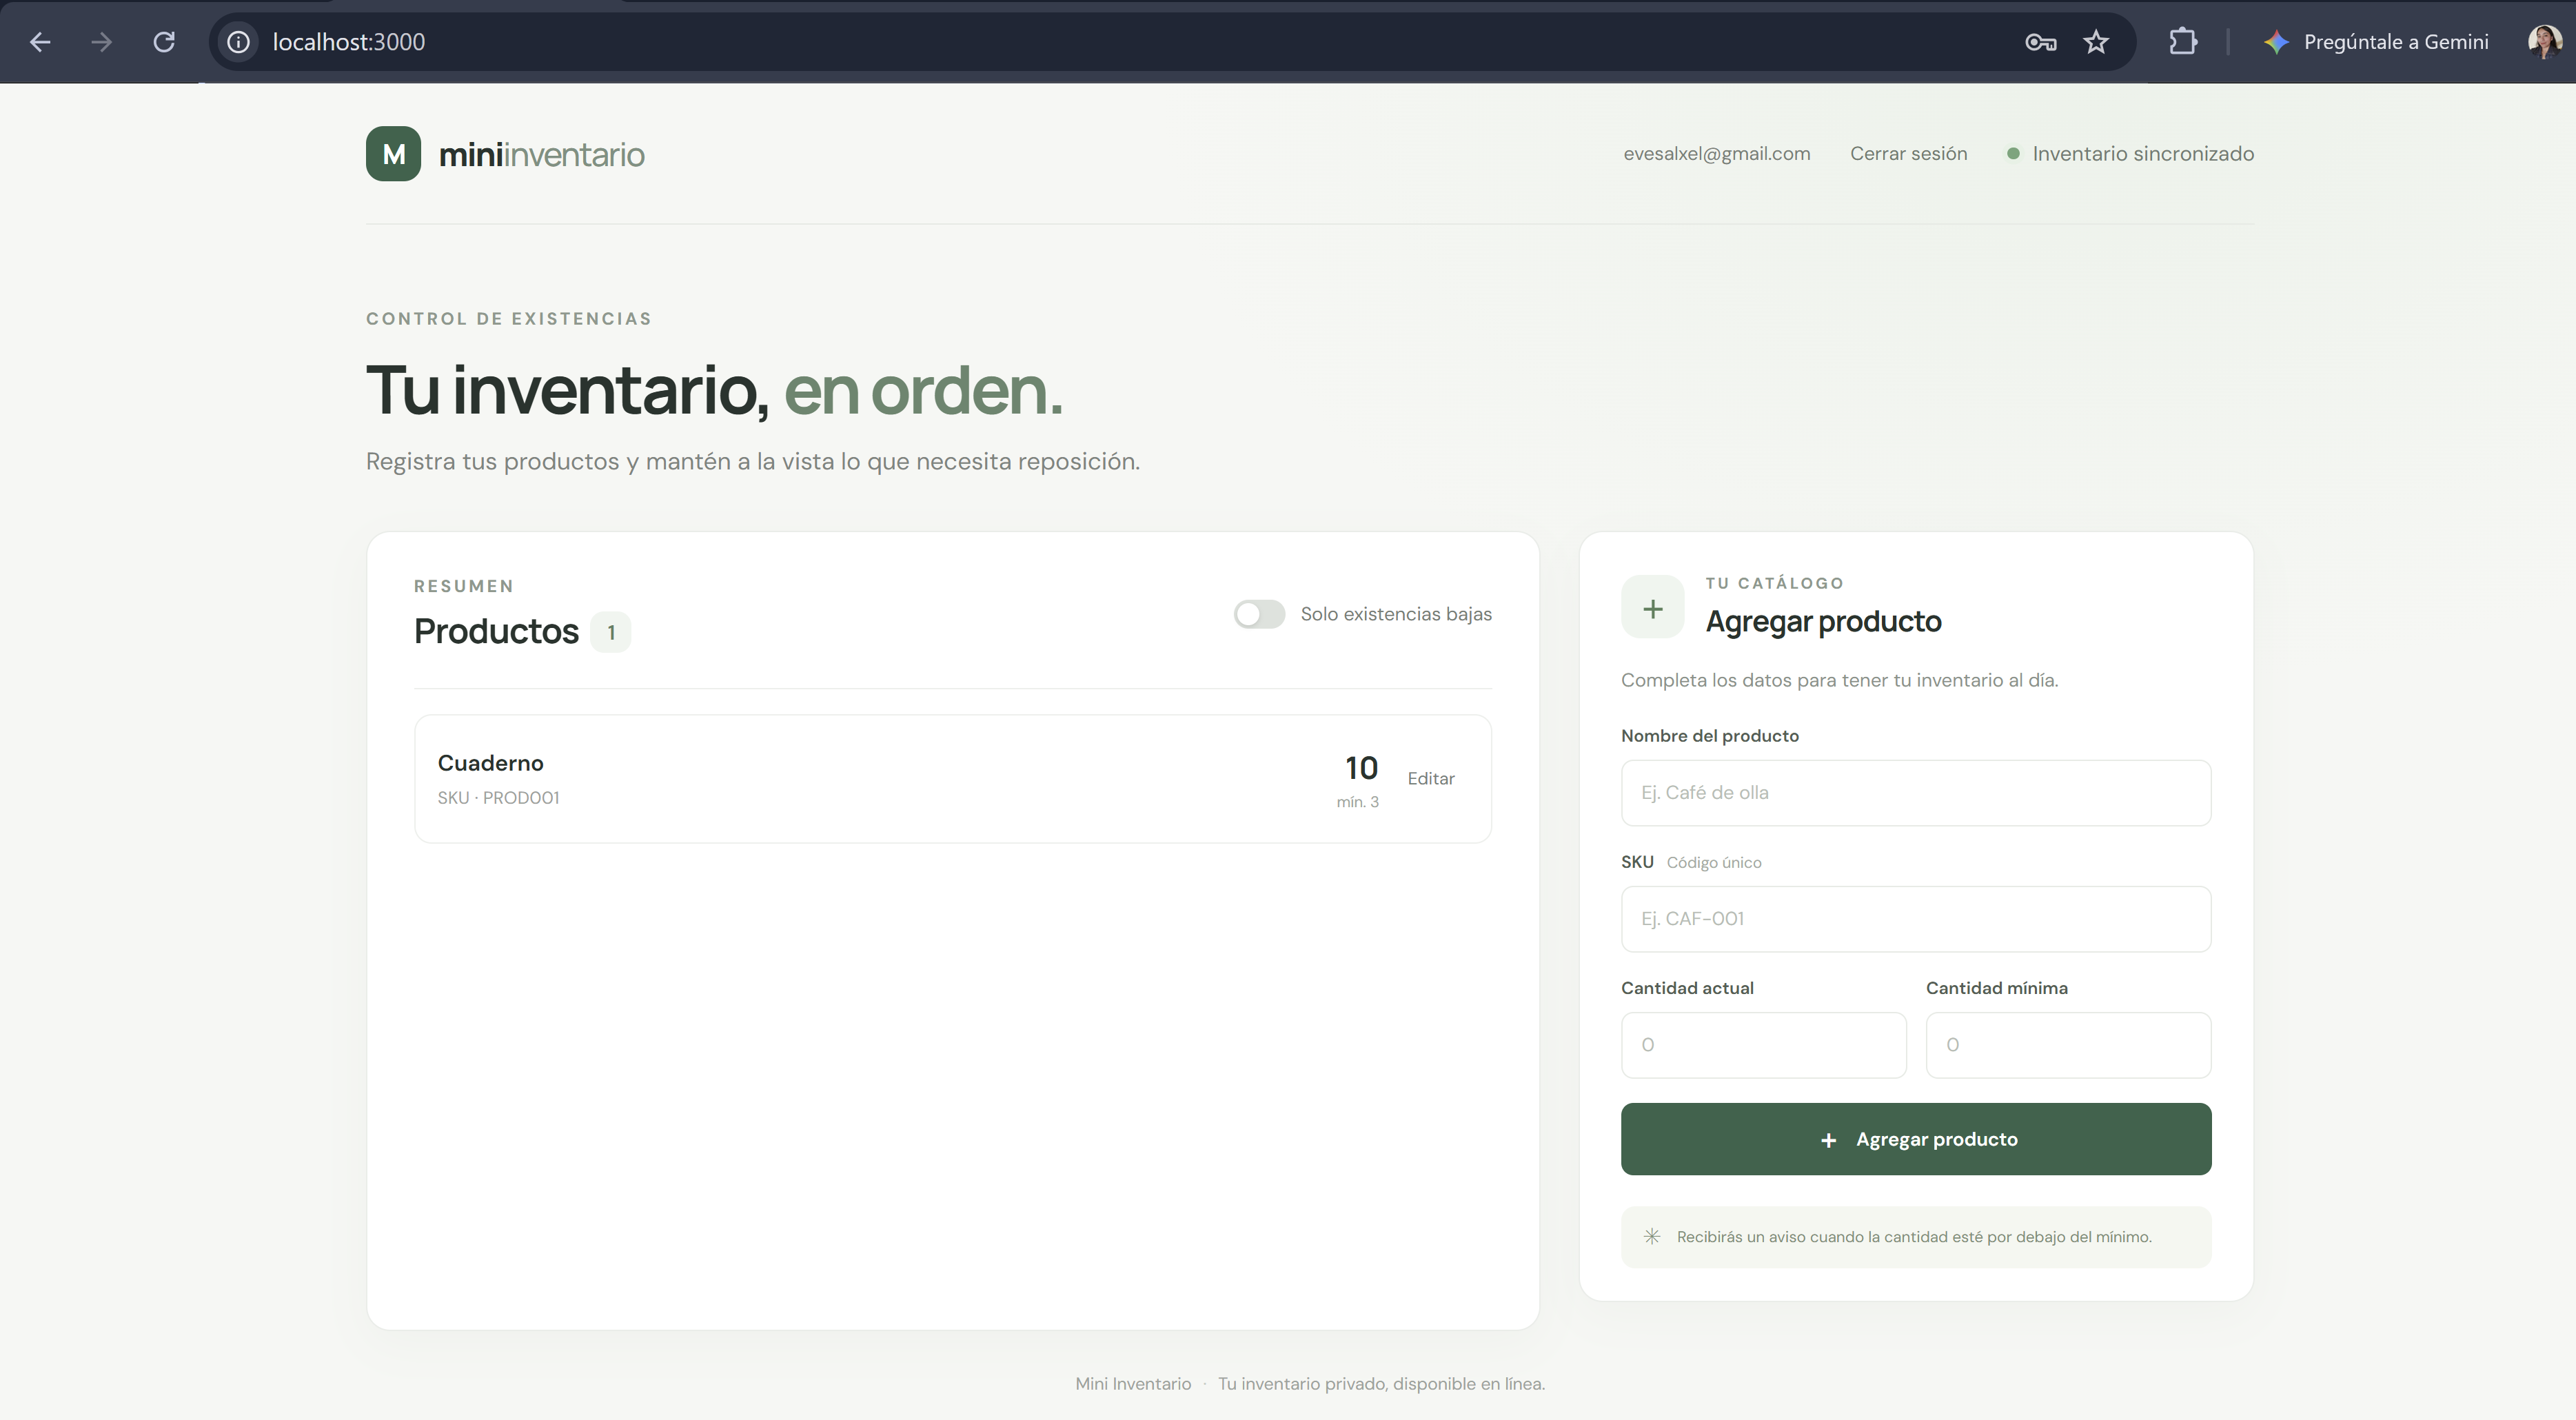 localhost:3000
Pregúntale a Gemini
M
miniinventario
evesalxel@gmail.com
Cerrar sesión
Inventario sincronizado
CONTROL DE EXISTENCIAS
Tu inventario, en orden.
Registra tus productos y mantén a la vista lo que necesita reposición.
RESUMEN
Productos 1
Solo existencias bajas
Cuaderno
SKU · PROD001
10
mín. 3
Editar
+
TU CATÁLOGO
Agregar producto
Completa los datos para tener tu inventario al día.
Nombre del producto
Ej. Café de olla
SKU Código único
Ej. CAF-001
Cantidad actual
Cantidad mínima
0
0
+ Agregar producto
Recibirás un aviso cuando la cantidad esté por debajo del mínimo.
Mini Inventario · Tu inventario privado, disponible en línea.